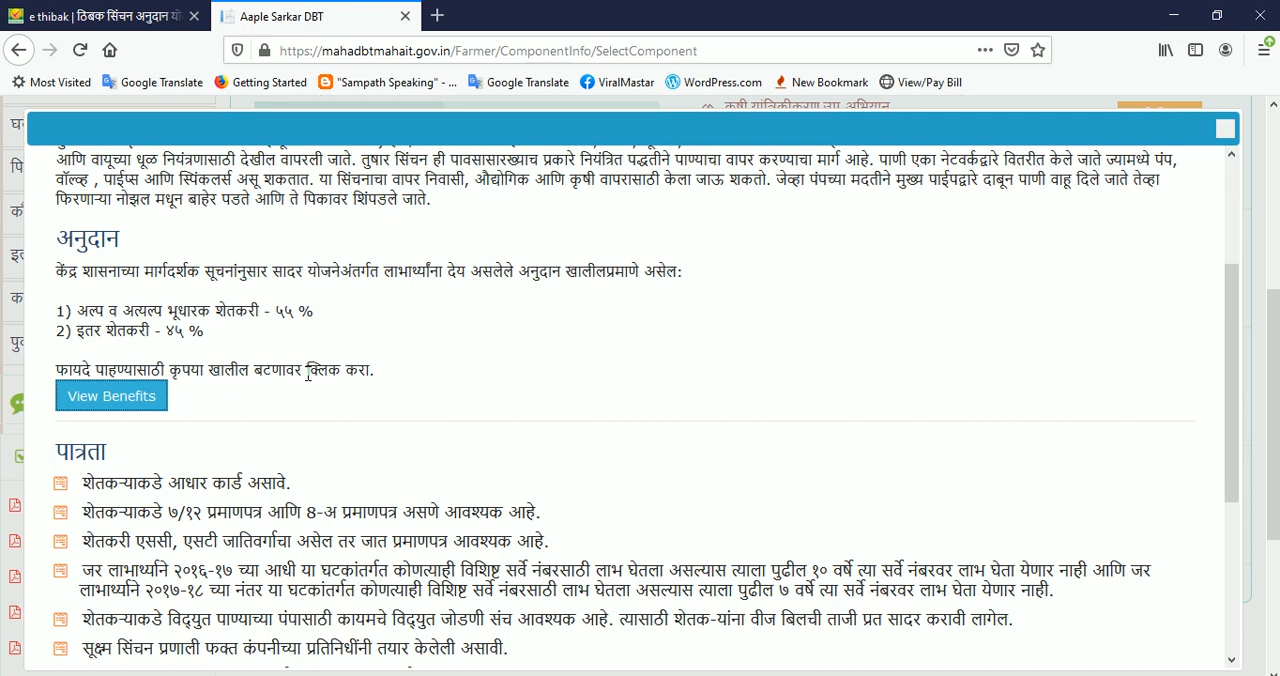 e thibak | ठिबक सिंचन अनुदान यो
Aaple Sarkar DBT
https://mahadbtmahait.gov.in/Farmer/ComponentInfo/SelectComponent
Most Visited Google Translate Getting Started "Sampath Speaking" - ... Google Translate ViralMastar WordPress.com New Bookmark View/Pay Bill
कृषी यांत्रिकीकरण उप अभियान
आणि वायूच्या धूळ नियंत्रणासाठी देखील वापरली जाते. तुषार सिंचन ही पावसासारख्याच प्रकारे नियंत्रित पद्धतीने पाण्याचा वापर करण्याचा मार्ग आहे. पाणी एका नेटवर्कद्वारे वितरीत केले जाते ज्यामध्ये पंप,
वॉल्व्ह , पाईप्स आणि स्पिंकलर्स असू शकतात. या सिंचनाचा वापर निवासी, औद्योगिक आणि कृषी वापरासाठी केला जाऊ शकतो. जेव्हा पंपच्या मदतीने मुख्य पाईपद्वारे दाबून पाणी वाहू दिले जाते तेव्हा
फिरणाऱ्या नोझल मधून बाहेर पडते आणि ते पिकावर शिंपडले जाते.
अनुदान
केंद्र शासनाच्या मार्गदर्शक सूचनांनुसार सादर योजनेअंतर्गत लाभार्थ्यांना देय असलेले अनुदान खालीलप्रमाणे असेल:
1) अल्प व अत्यल्प भूधारक शेतकरी - ५५ %
2) इतर शेतकरी - ४५ %
फायदे पाहण्यासाठी कृपया खालील बटणावर क्लिक करा.
View Benefits
पात्रता
शेतकऱ्याकडे आधार कार्ड असावे.
शेतकऱ्याकडे ७/१२ प्रमाणपत्र आणि 8-अ प्रमाणपत्र असणे आवश्यक आहे.
शेतकरी एससी, एसटी जातिवर्गाचा असेल तर जात प्रमाणपत्र आवश्यक आहे.
जर लाभार्थ्याने २०१६-१७ च्या आधी या घटकांतर्गत कोणत्याही विशिष्ट सर्वे नंबरसाठी लाभ घेतला असल्यास त्याला पुढील १० वर्षे त्या सर्वे नंबरवर लाभ घेता येणार नाही आणि जर
लाभार्थ्याने २०१७-१८ च्या नंतर या घटकांतर्गत कोणत्याही विशिष्ट सर्वे नंबरसाठी लाभ घेतला असल्यास त्याला पुढील ७ वर्षे त्या सर्वे नंबरवर लाभ घेता येणार नाही.
शेतकऱ्याकडे विद्युत पाण्याच्या पंपासाठी कायमचे विद्युत जोडणी संच आवश्यक आहे. त्यासाठी शेतक-यांना वीज बिलची ताजी प्रत सादर करावी लागेल.
सूक्ष्म सिंचन प्रणाली फक्त कंपनीच्या प्रतिनिधींनी तयार केलेली असावी.